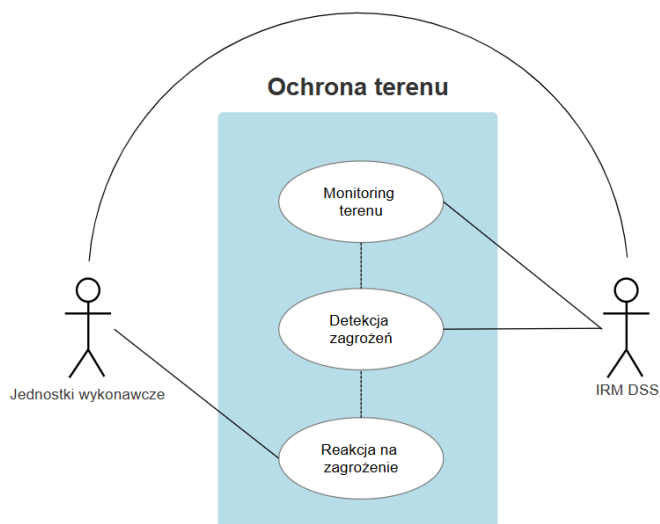 Ochrona terenu
Monitoring
terenu
Detekcja
zagrożeń
Jednostki wykonawcze
IRM DSS
Reakcja na
zagrożenie